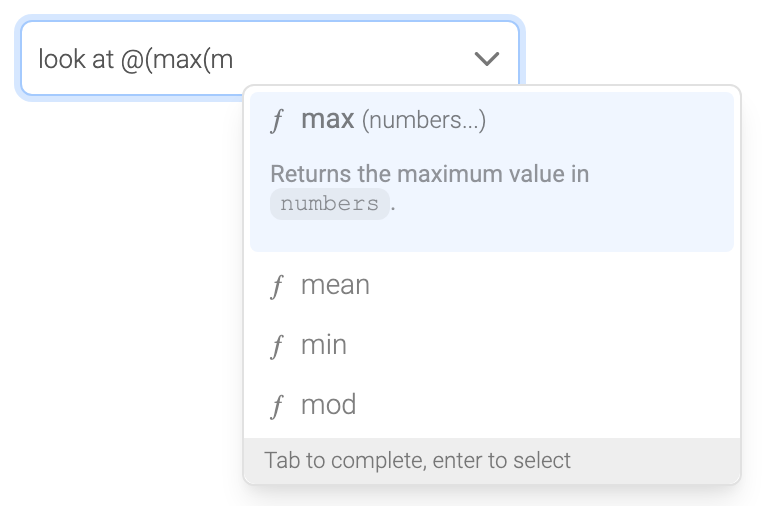 look at @(max(m
ƒ max (numbers...)
Returns the maximum value in
numbers.
ƒ mean
ƒ min
ƒ mod
Tab to complete, enter to select